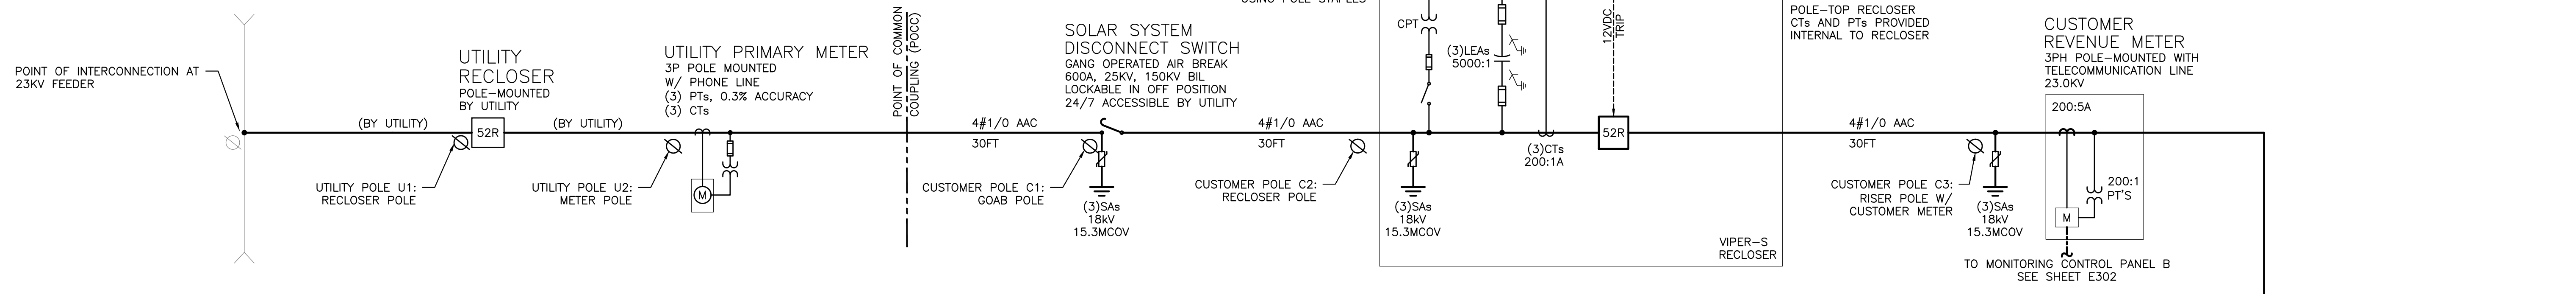 POINT OF INTERCONNECTION AT
23KV FEEDER
UTILITY
RECLOSER
POLE-MOUNTED
BY UTILITY
(BY UTILITY)
52R
(BY UTILITY)
UTILITY POLE U1:
RECLOSER POLE
UTILITY PRIMARY METER
3P POLE MOUNTED
W/ PHONE LINE
(3) PTs, 0.3% ACCURACY
(3) CTs
UTILITY POLE U2:
METER POLE
M
POINT OF COMMON
COUPLING (POCC)
4#1/0 AAC
30FT
SOLAR SYSTEM
DISCONNECT SWITCH
GANG OPERATED AIR BREAK
600A, 25KV, 150KV BIL
LOCKABLE IN OFF POSITION
24/7 ACCESSIBLE BY UTILITY
CUSTOMER POLE C1:
GOAB POLE
(3)SAs
18kV
15.3MCOV
4#1/0 AAC
30FT
CUSTOMER POLE C2:
RECLOSER POLE
USING POLE STAPLES
CPT
(3)LEAs
5000:1
(3)SAs
18kV
15.3MCOV
(3)CTs
200:1A
12VDC
TRIP
52R
VIPER-S
RECLOSER
POLE-TOP RECLOSER
CTs AND PTs PROVIDED
INTERNAL TO RECLOSER
4#1/0 AAC
30FT
CUSTOMER POLE C3:
RISER POLE W/
CUSTOMER METER
(3)SAs
18kV
15.3MCOV
CUSTOMER
REVENUE METER
3PH POLE-MOUNTED WITH
TELECOMMUNICATION LINE
23.0KV
200:5A
200:1
PT'S
M
TO MONITORING CONTROL PANEL B
SEE SHEET E302